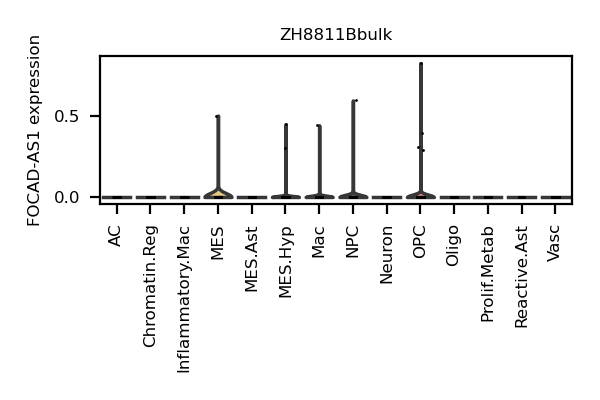 ZH8811Bbulk
FOCAD-AS1 expression
0.5
0.0
AC
Chromatin.Reg
Inflammatory.Mac
MES
MES.Ast
MES.Hyp
Mac
NPC
Neuron
OPC
Oligo
Prolif.Metab
Reactive.Ast
Vasc